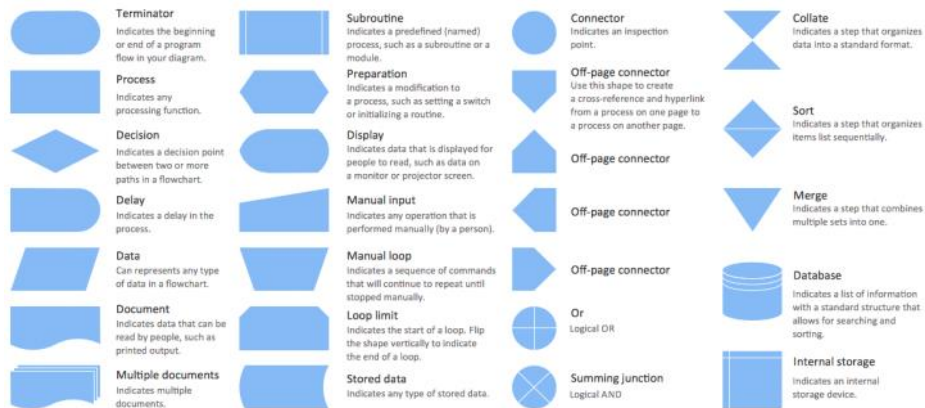 Terminator
Indicates the beginning
or end of a program
flow in your diagram.
Process
Indicates any
processing function.
Decision
Indicates a decision point
between two or more
paths in a flowchart.
Delay
Indicates a delay in the
process.
Data
Can represents any type
of data in a flowchart.
Document
Indicates data that can be
read by people, such as
printed output.
Multiple documents
Indicates multiple
documents.
Subroutine
Indicates a predefined (named)
process, such as a subroutine or a
module.
Preparation
Indicates a modification to
a process, such as setting a switch
or initializing a routine.
Display
Indicates data that is displayed for
people to read, such as data on
a monitor or projector screen.
Manual input
Indicates any operation that is
performed manually (by a person).
Manual loop
Indicates a sequence of commands
that will continue to repeat until
stopped manually.
Loop limit
Indicates the start of a loop. Flip
the shape vertically to indicate
the end of a loop.
Stored data
Indicates any type of stored data.
Connector
Indicates an inspection
point.
Off-page connector
Use this shape to create
a cross-reference and hyperlink
from a process on one page to
a process on another page.
Off-page connector
Off-page connector
Off-page connector
Or
Logical OR
Summing junction
Logical AND
Collate
Indicates a step that organizes
data into a standard format.
Sort
Indicates a step that organizes
items list sequentially.
Merge
Indicates a step that combines
multiple sets into one.
Database
Indicates a list of information
with a standard structure that
allows for searching and
sorting.
Internal storage
Indicates an internal
storage device.